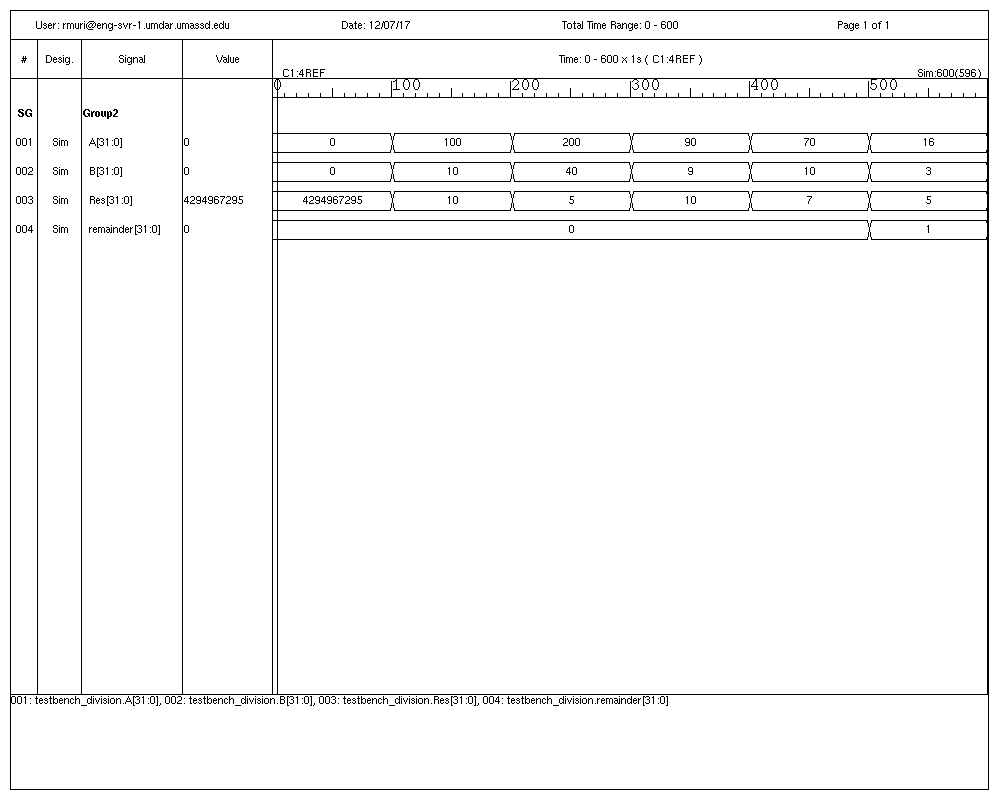 User: rmuri@eng-svr-1.umdar.umassd.edu Date: 12/07/17 Total Time Range: 0 - 600 Page 1 of 1
# Desig. Signal Value Time: 0 - 600 x 1s ( C1:4REF )
C1:4REF Sim:600(596)
0 100 200 300 400 500
SG Group2
001 Sim A[31:0] 0 0 100 200 90 70 16
002 Sim B[31:0] 0 0 10 40 9 10 3
003 Sim Res[31:0] 4294967295 4294967295 10 5 10 7 5
004 Sim remainder[31:0] 0 0 1
001: testbench_division.A[31:0], 002: testbench_division.B[31:0], 003: testbench_division.Res[31:0], 004: testbench_division.remainder[31:0]